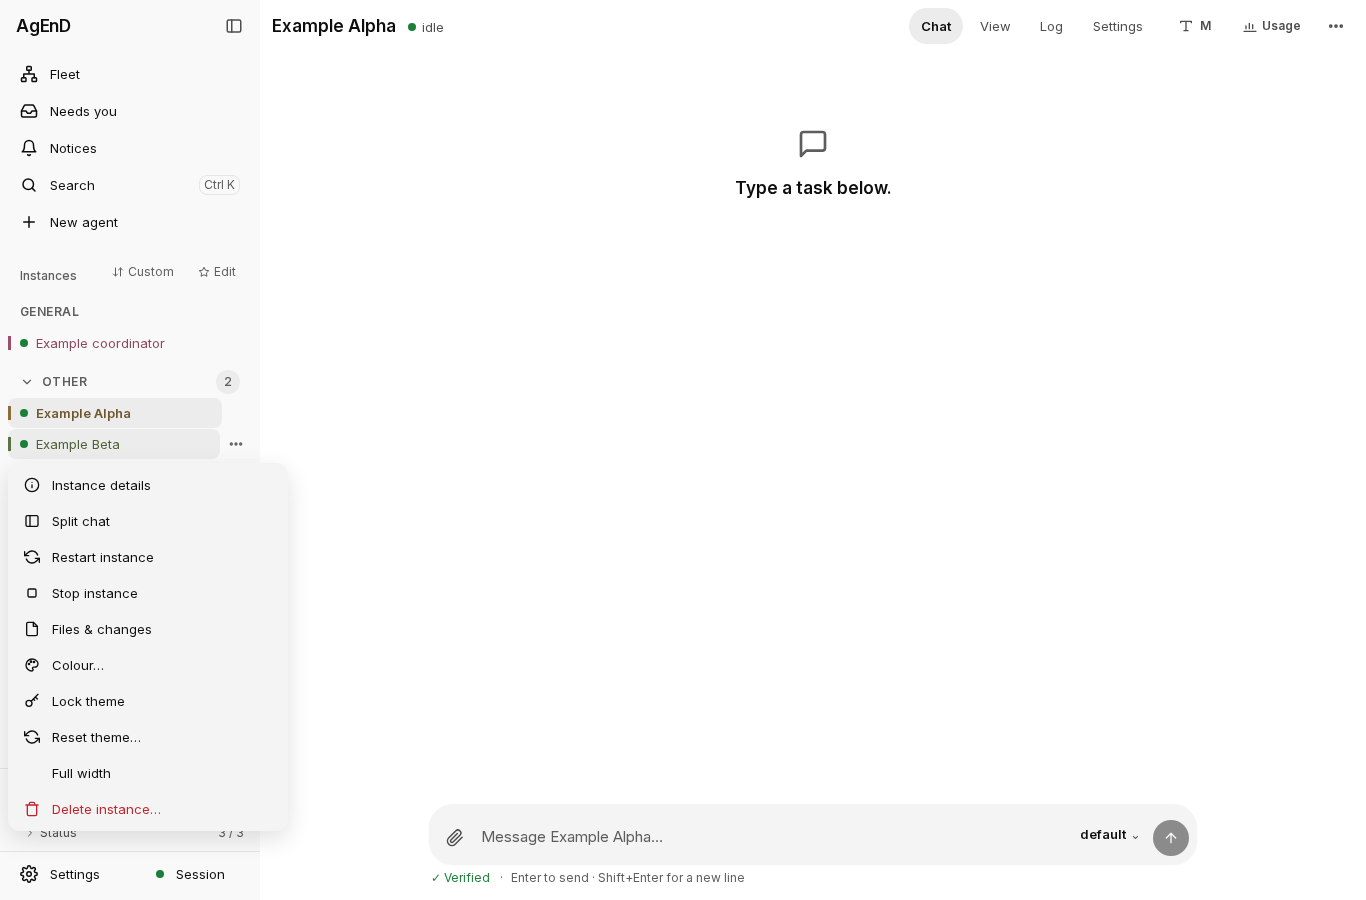 AgEnD
Fleet
Needs you
Notices
Search Ctrl K
New agent
Instances Custom Edit
GENERAL
Example coordinator
OTHER 2
Example Alpha
Example Beta
Instance details
Split chat
Restart instance
Stop instance
Files & changes
Colour…
Lock theme
Reset theme…
Full width
Delete instance…
Status 3 / 3
Settings Session
Example Alpha idle
Chat View Log Settings M Usage
Type a task below.
Message Example Alpha…
default
✓ Verified · Enter to send · Shift+Enter for a new line